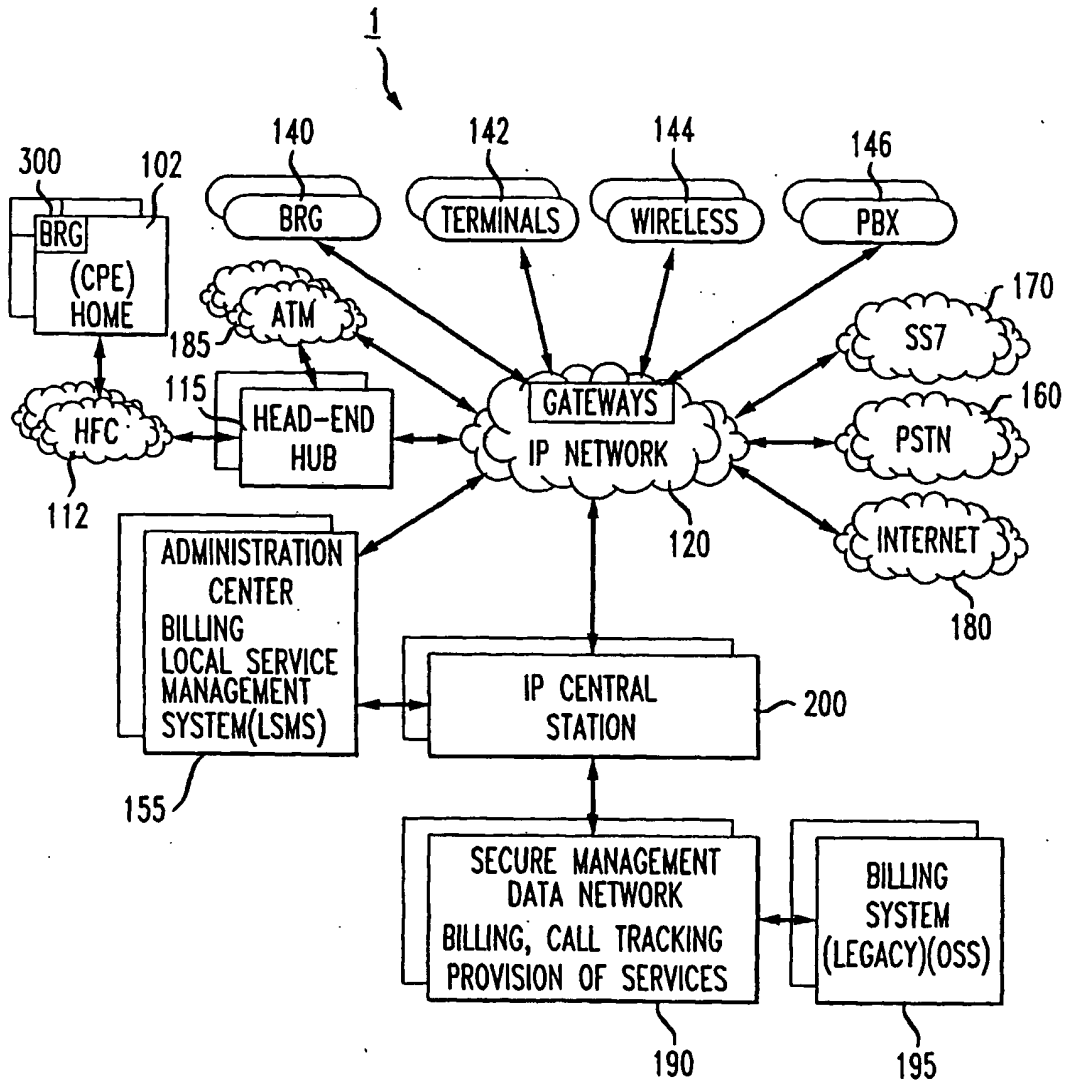 1
140
142
144
146
300
102
BRG
TERMINALS
WIRELESS
PBX
BRG
(CPE)
HOME
ATM
185
170
SS7
115
GATEWAYS
IP NETWORK
HEAD-END
HUB
HFC
112
160
PSTN
120
INTERNET
180
ADMINISTRATION
CENTER
BILLING
LOCAL SERVICE
MANAGEMENT
SYSTEM(LSMS)
155
IP CENTRAL
STATION
200
SECURE MANAGEMENT
DATA NETWORK
BILLING, CALL TRACKING
PROVISION OF SERVICES
190
BILLING
SYSTEM
(LEGACY)(OSS)
195